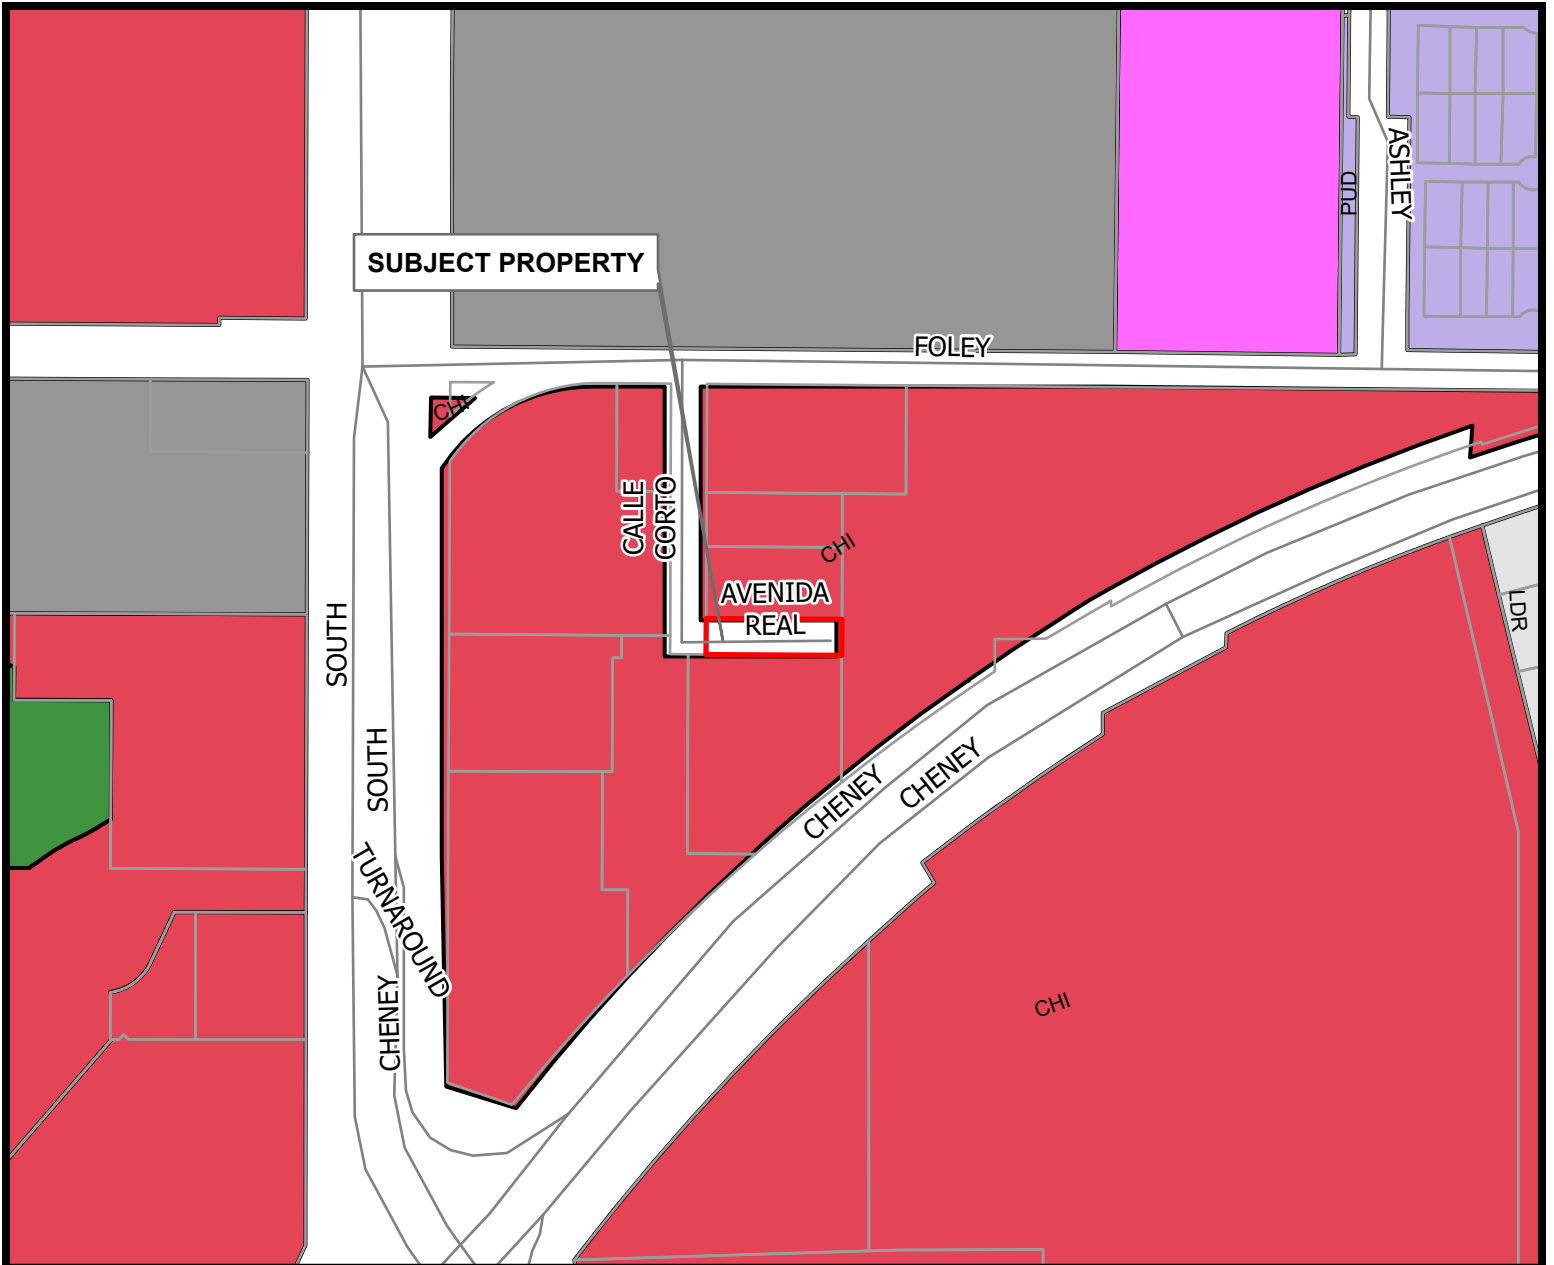 ASHLEY
PUD
SUBJECT PROPERTY
FOLEY
CHI
CALLE
CORTO
CHI
AVENIDA
REAL
LDR
SOUTH
SOUTH
CHENEY
CHENEY
TURNAROUND
CHENEY
CHI